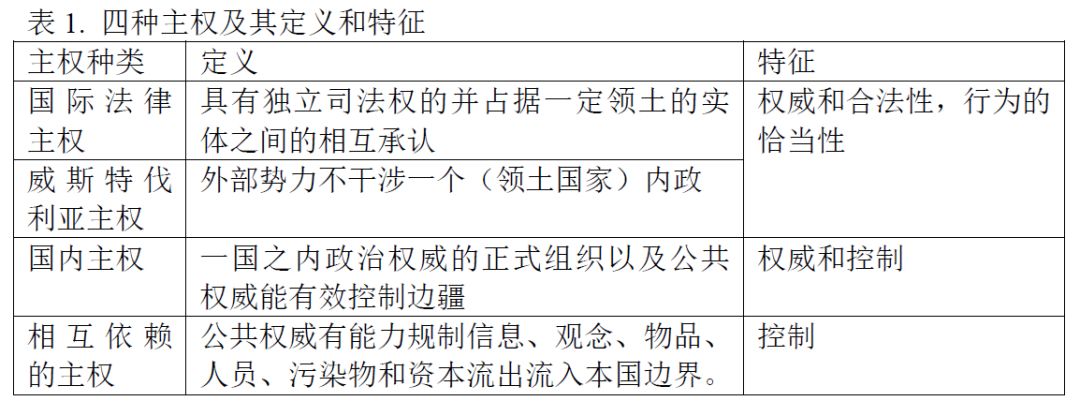 表 1. 四种主权及其定义和特征
主权种类 定义 特征
国际法律主权 具有独立司法权的并占据一定领土的实体之间的相互承认 权威和合法性，行为的恰当性
威斯特伐利亚主权 外部势力不干涉一个（领土国家）内政
国内主权 一国之内政治权威的正式组织以及公共权威能有效控制边疆 权威和控制
相互依赖的主权 公共权威有能力规制信息、观念、物品、人员、污染物和资本流出流入本国边界。 控制